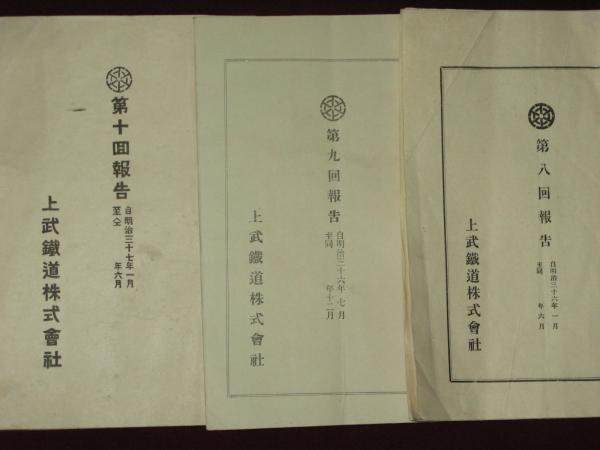 第八回報告
自明治三十六年一月
至同年六月
上武鐵道株式會社
第九回報告
自明治三十六年七月
至同年十二月
上武鐵道株式會社
第十回報告
自明治三十七年一月
至仝年六月
上武鐵道株式會社